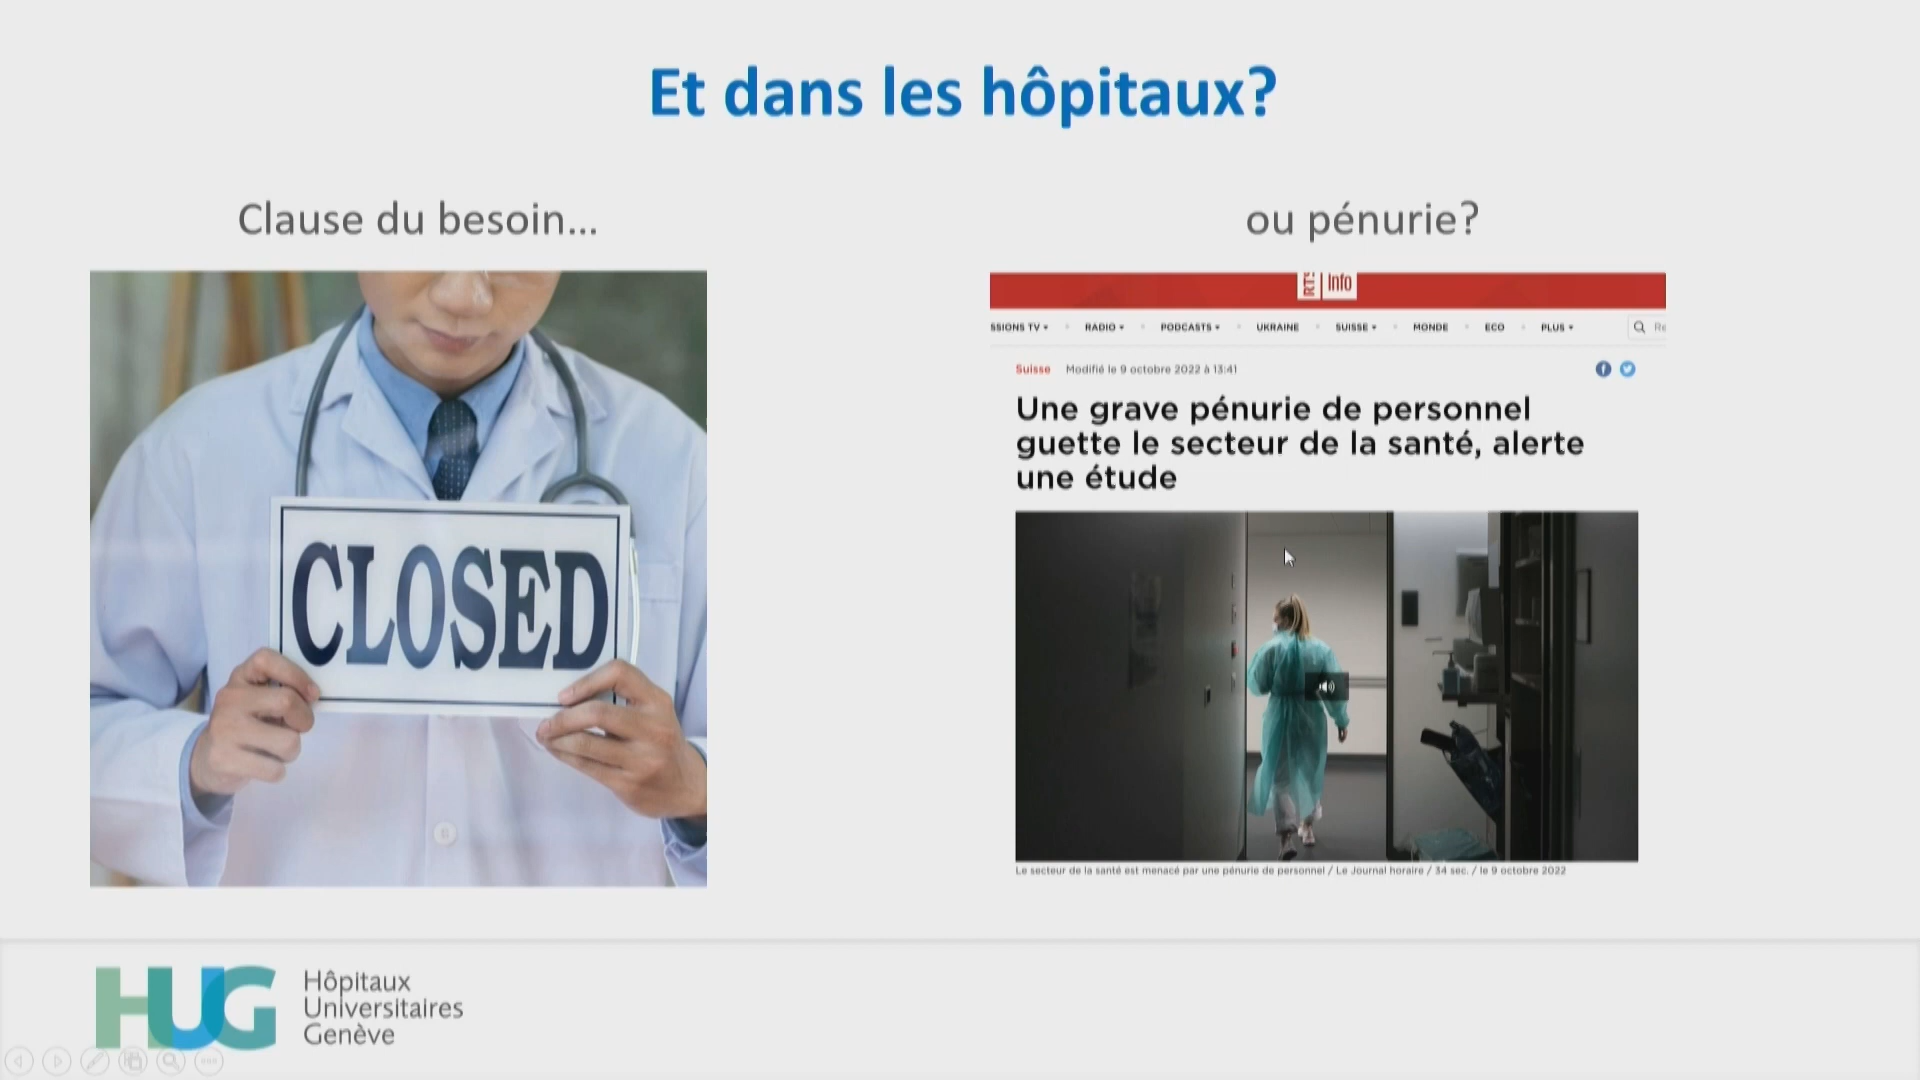 Et dans les hôpitaux?
Clause du besoin...
CLOSED
ou pénurie?
RTS Info
SSIONS TV
RADIO
PODCASTS
UKRAINE
SUISSE
MONDE
ECO
PLUS
Re
Suisse Modifié le 9 octobre 2022 à 13:41
Une grave pénurie de personnel
guette le secteur de la santé, alerte
une étude
Le secteur de la santé est menacé par une pénurie de personnel / Le Journal horaire / 34 sec. / le 9 octobre 2022
HUG
Hôpitaux
Universitaires
Genève